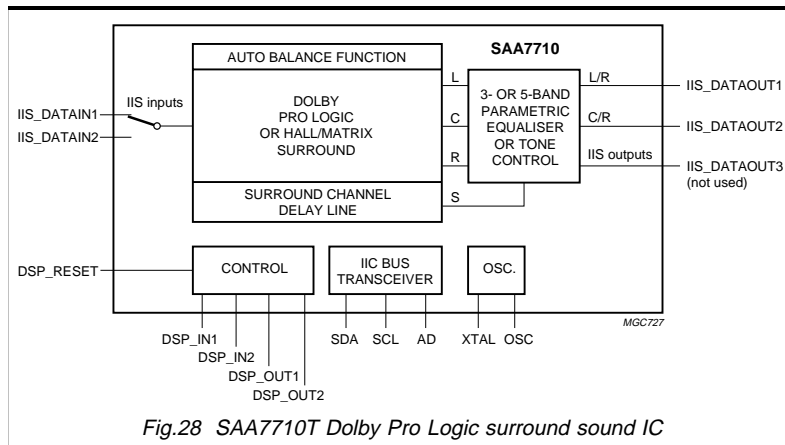 AUTO BALANCE FUNCTION
SAA7710
IIS_DATAIN1
IIS_DATAIN2
IIS inputs
DOLBY
PRO LOGIC
OR HALL/MATRIX
SURROUND
SURROUND CHANNEL
DELAY LINE
L
C
R
S
3- OR 5-BAND
PARAMETRIC
EQUALISER
OR TONE
CONTROL
L/R
C/R
IIS outputs
IIS_DATAOUT1
IIS_DATAOUT2
IIS_DATAOUT3
(not used)
DSP_RESET
CONTROL
IIC BUS
TRANSCEIVER
OSC.
MGC727
DSP_IN1
DSP_IN2
DSP_OUT1
DSP_OUT2
SDA
SCL
AD
XTAL
OSC
Fig.28 SAA7710T Dolby Pro Logic surround sound IC